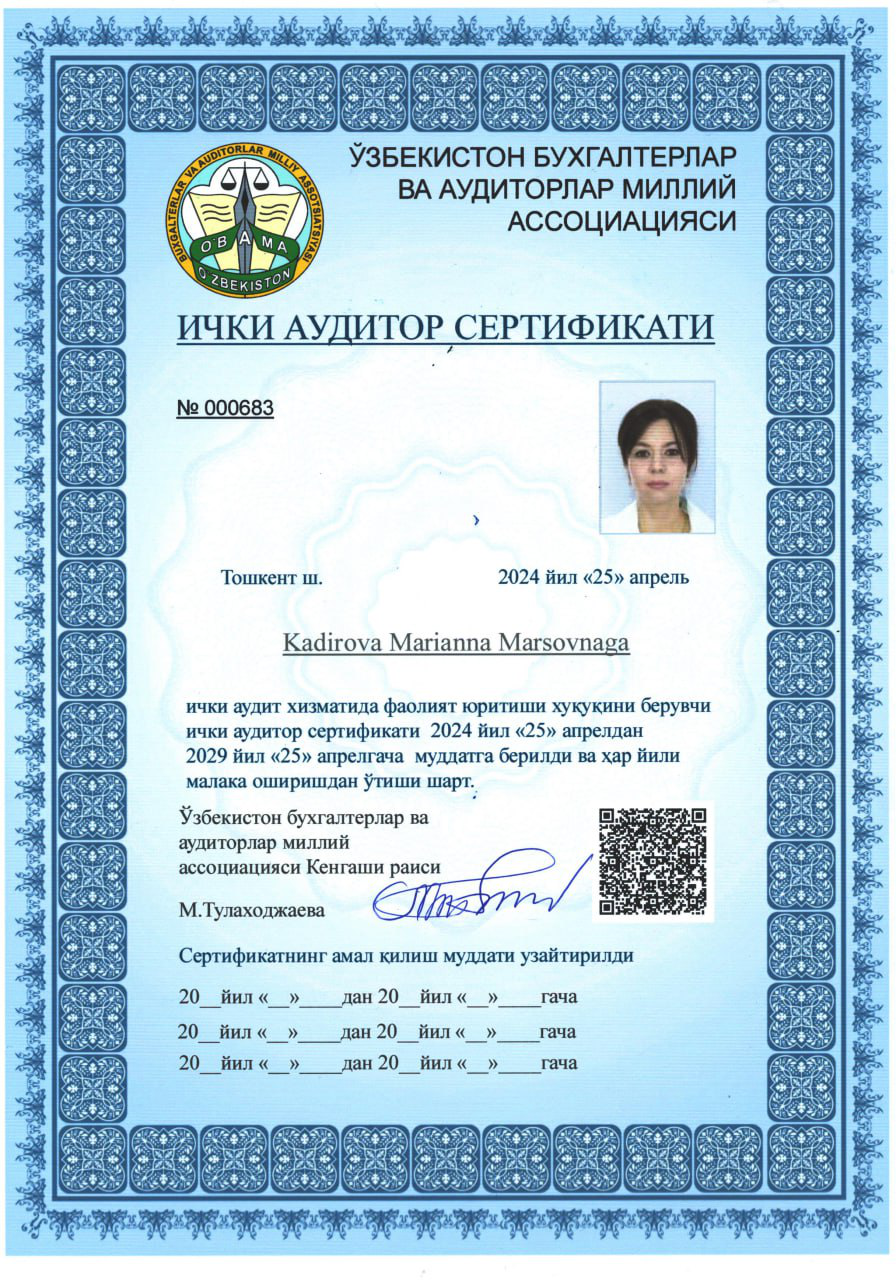 ЎЗБЕКИСТОН БУХГАЛТЕРЛАР
ВА АУДИТОРЛАР МИЛЛИЙ
АССОЦИАЦИЯСИ
BUXGALTERLAR VA AUDITORLAR MILLIY ASSOTSIATSIYASI
O'BAMA
O'ZBEKISTON
ИЧКИ АУДИТОР СЕРТИФИКАТИ
№ 000683
Тошкент ш. 2024 йил «25» апрель
Kadirova Marianna Marsovnaga
ички аудит хизматида фаолият юритиши хуқуқини берувчи
ички аудитор сертификати 2024 йил «25» апрелдан
2029 йил «25» апрелгача муддатга берилди ва ҳар йили
малака оширишдан ўтиши шарт.
Ўзбекистон бухгалтерлар ва
аудиторлар миллий
ассоциацияси Кенгаши раиси
М.Тулаходжаева
Сертификатнинг амал қилиш муддати узайтирилди
20__йил «__»____дан 20__йил «__»____гача
20__йил «__»____дан 20__йил «__»____гача
20__йил «__»____дан 20__йил «__»____гача